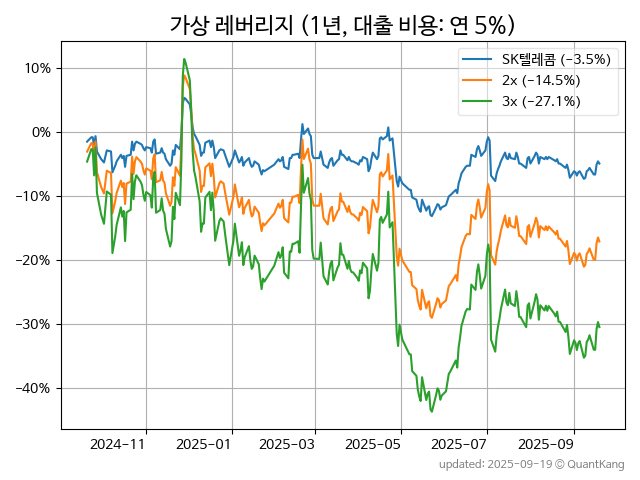 가상 레버리지 (1년, 대출 비용: 연 5%)
SK텔레콤 (−3.5%)
2x (−14.5%)
3x (−27.1%)
10%
0%
−10%
−20%
−30%
−40%
2024-11 2025-01 2025-03 2025-05 2025-07 2025-09
updated: 2025-09-19 © QuantKang